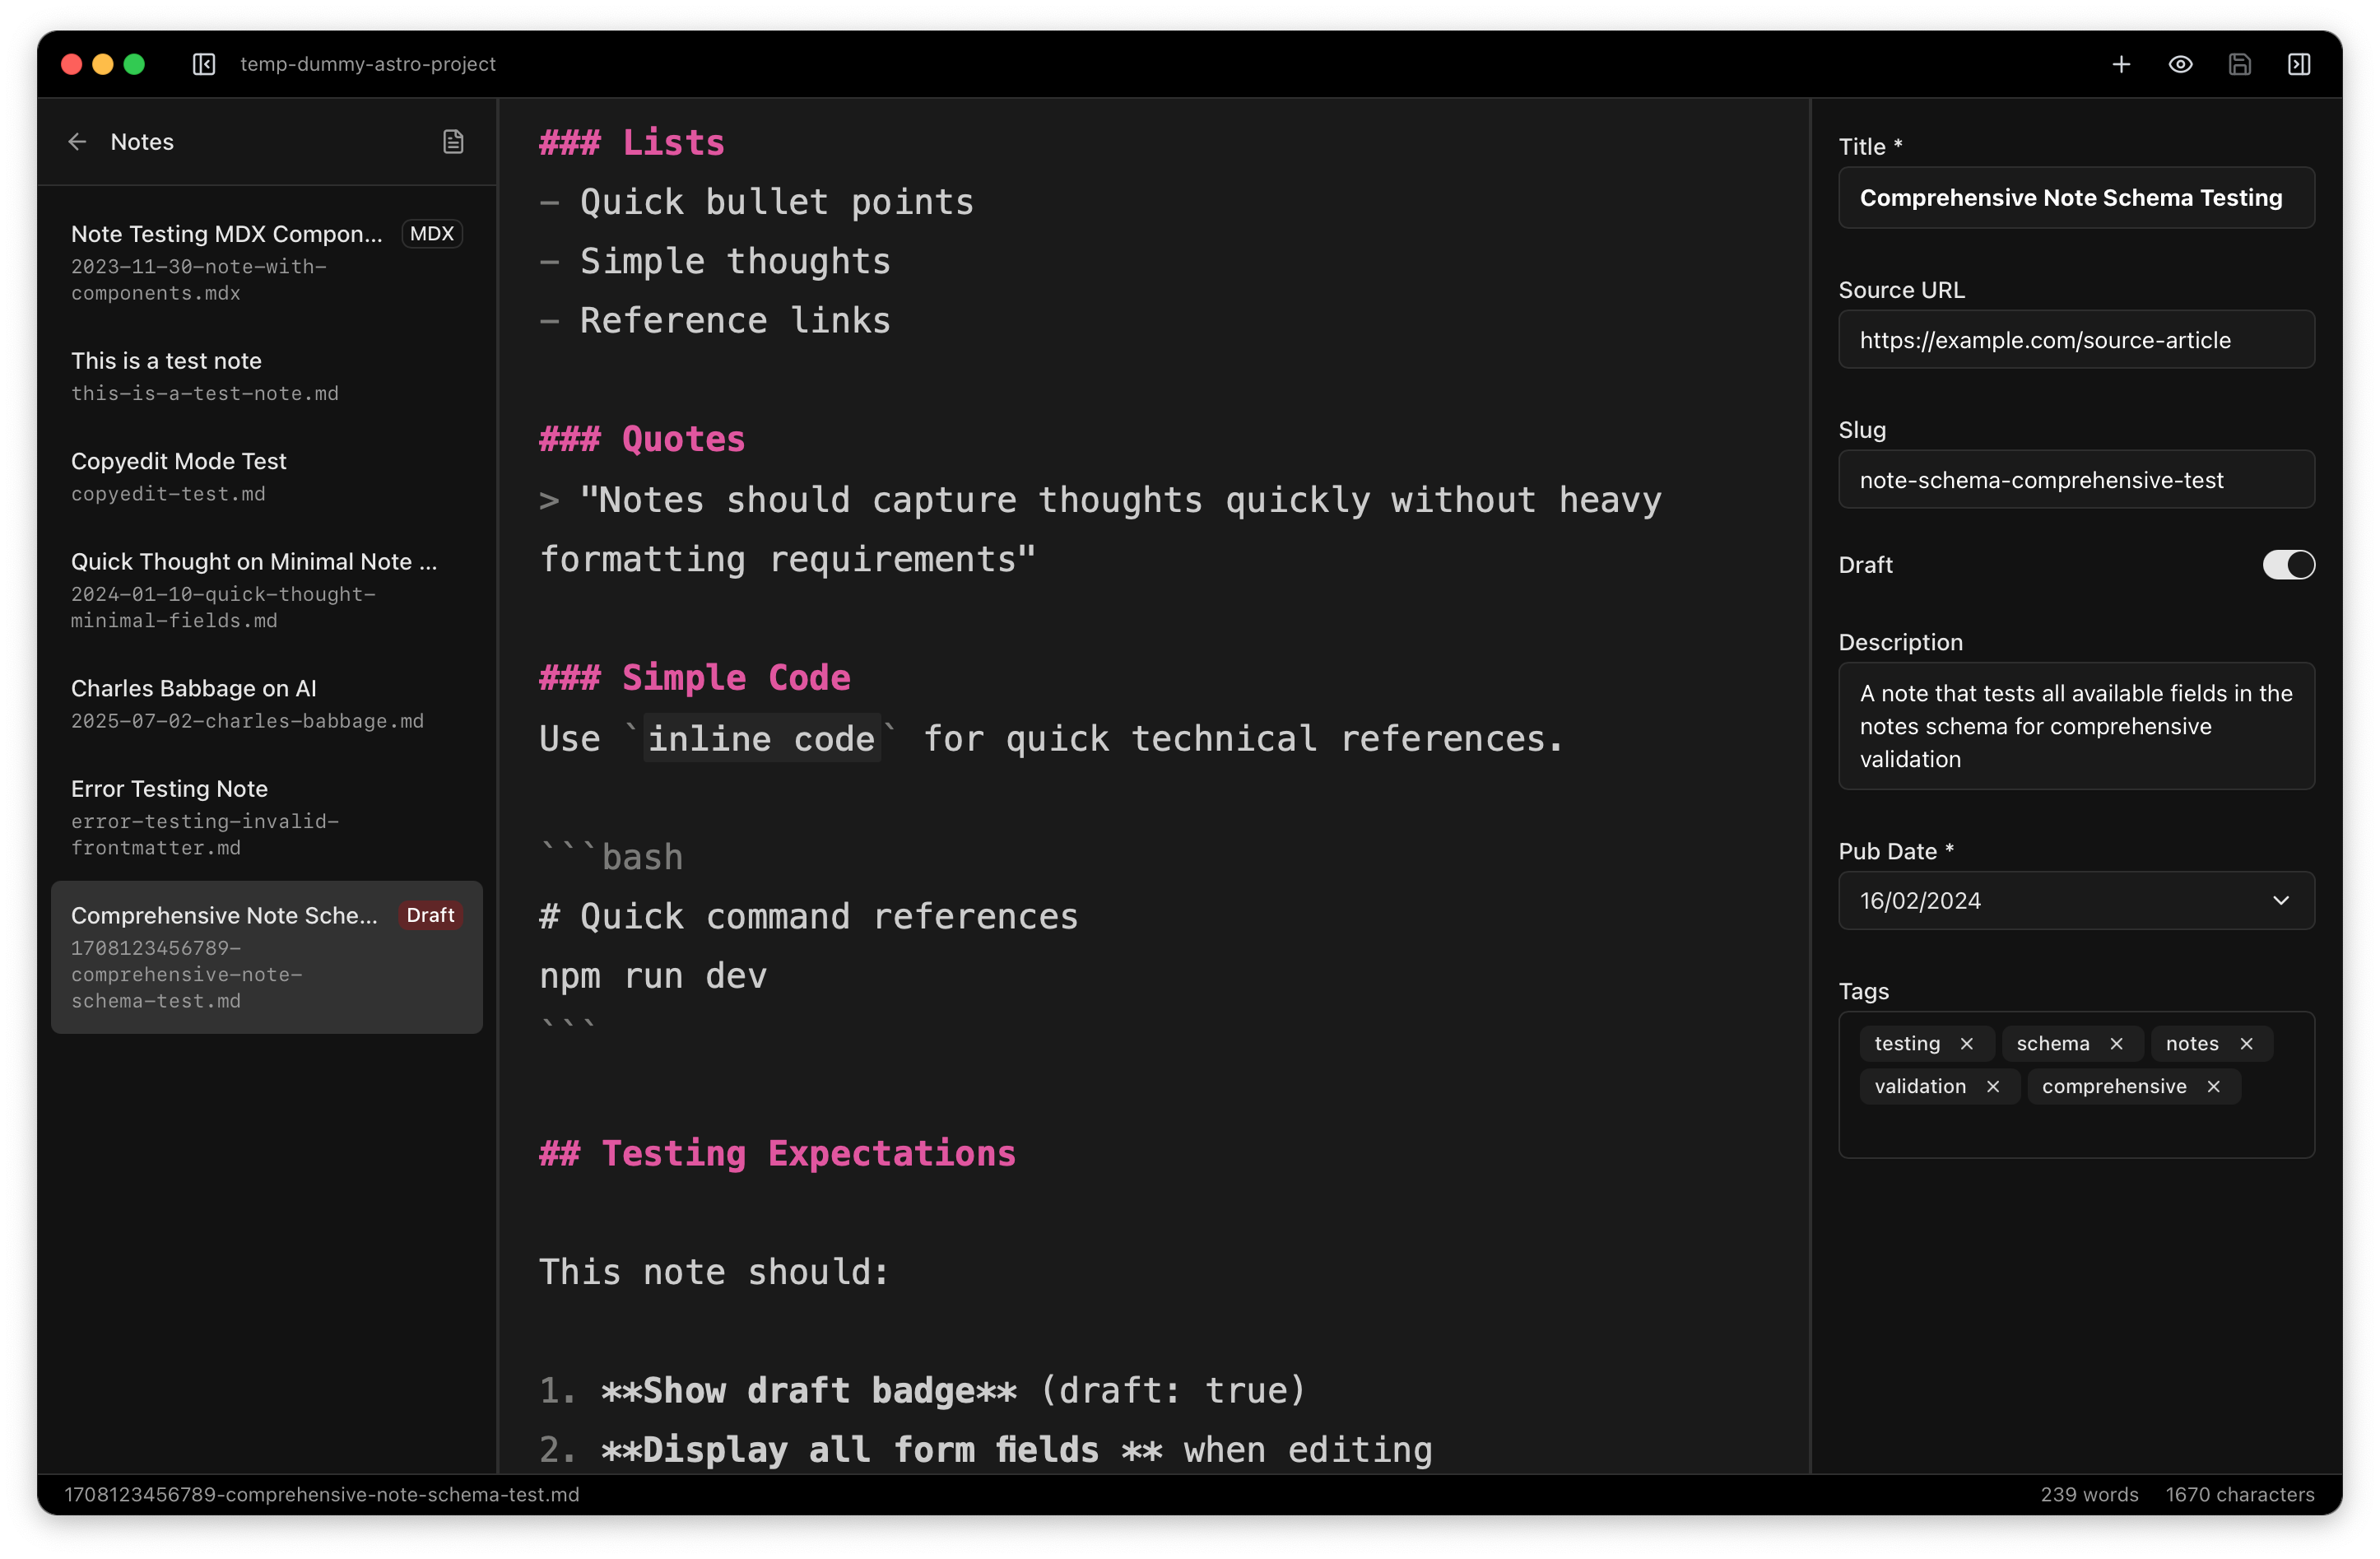 temp-dummy-astro-project
Notes
Note Testing MDX Compon... MDX
2023-11-30-note-with-
components.mdx
This is a test note
this-is-a-test-note.md
Copyedit Mode Test
copyedit-test.md
Quick Thought on Minimal Note ...
2024-01-10-quick-thought-
minimal-fields.md
Charles Babbage on AI
2025-07-02-charles-babbage.md
Error Testing Note
error-testing-invalid-
frontmatter.md
Comprehensive Note Sche... Draft
1708123456789-
comprehensive-note-
schema-test.md
### Lists
- Quick bullet points
- Simple thoughts
- Reference links
### Quotes
> "Notes should capture thoughts quickly without heavy
formatting requirements"
### Simple Code
Use `inline code` for quick technical references.
```bash
# Quick command references
npm run dev
```
## Testing Expectations
This note should:
1. **Show draft badge** (draft: true)
2. **Display all form fields ** when editing
Title *
Comprehensive Note Schema Testing
Source URL
https://example.com/source-article
Slug
note-schema-comprehensive-test
Draft
Description
A note that tests all available fields in the
notes schema for comprehensive
validation
Pub Date *
16/02/2024
Tags
testing × schema × notes ×
validation × comprehensive ×
1708123456789-comprehensive-note-schema-test.md
239 words 1670 characters